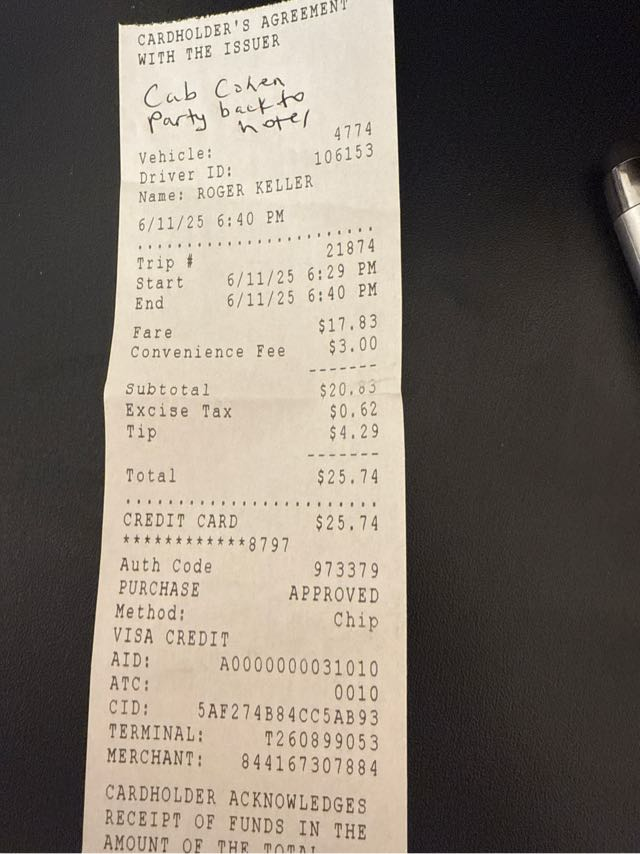 CARDHOLDER'S AGREEMENT
WITH THE ISSUER
Cab Cohen
Party back to
hotel
Vehicle: 4774
Driver ID: 106153
Name: ROGER KELLER
6/11/25 6:40 PM
Trip # 21874
Start 6/11/25 6:29 PM
End 6/11/25 6:40 PM
Fare $17.83
Convenience Fee $3.00
-------
Subtotal $20.83
Excise Tax $0.62
Tip $4.29
-------
Total $25.74
CREDIT CARD $25.74
************8797
Auth Code 973379
PURCHASE APPROVED
Method: Chip
VISA CREDIT
AID: A0000000031010
ATC: 0010
CID: 5AF274B84CC5AB93
TERMINAL: T260899053
MERCHANT: 844167307884
CARDHOLDER ACKNOWLEDGES
RECEIPT OF FUNDS IN THE
AMOUNT OF THE TOTAL